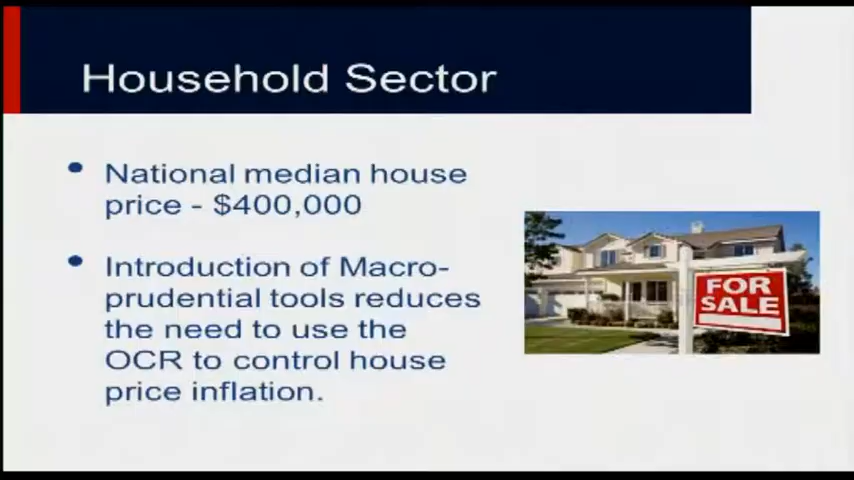 Household Sector
• National median house
price - $400,000
• Introduction of Macro-
prudential tools reduces
the need to use the
OCR to control house
price inflation.
FOR
SALE